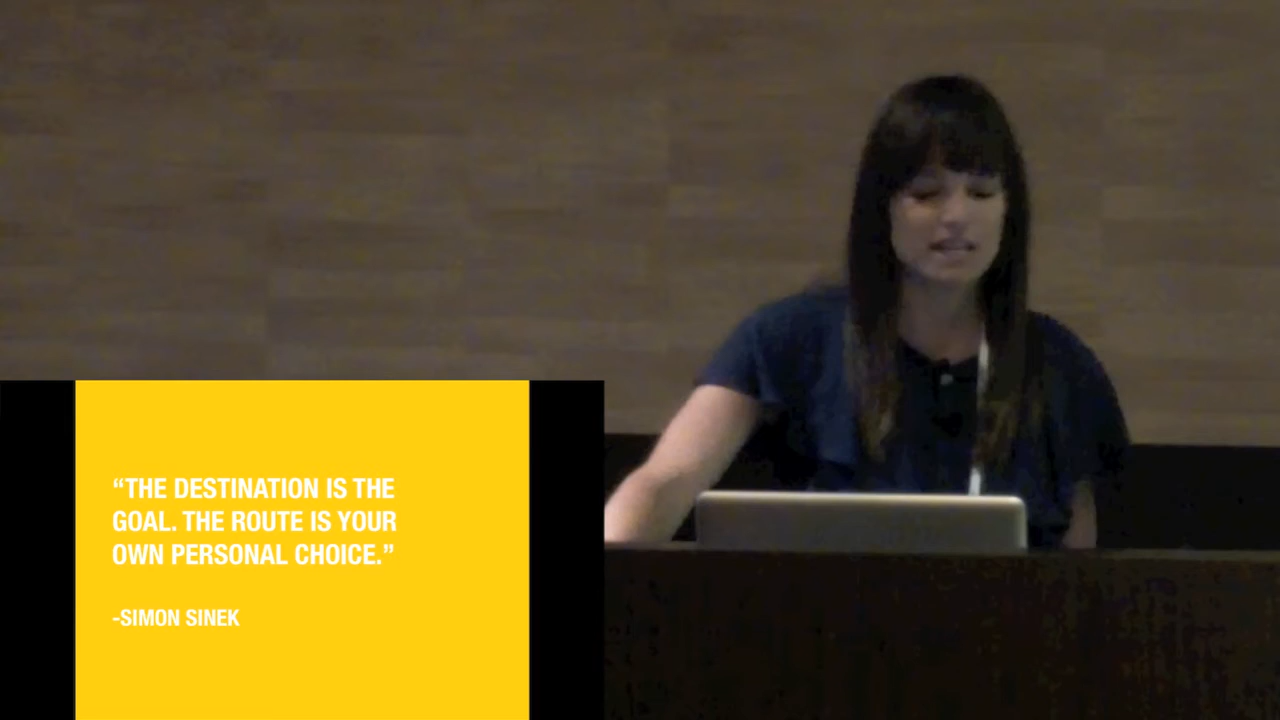 “THE DESTINATION IS THE
GOAL. THE ROUTE IS YOUR
OWN PERSONAL CHOICE.”
-SIMON SINEK